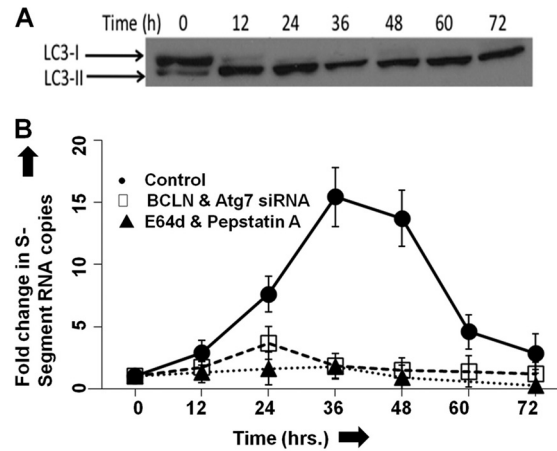 A
Time (h) 0 12 24 36 48 60 72
LC3-I
LC3-II
B
20
15
10
5
0
Fold change in S-
Segment RNA copies
Control
BCLN & Atg7 siRNA
E64d & Pepstatin A
0 12 24 36 48 60 72
Time (hrs.)